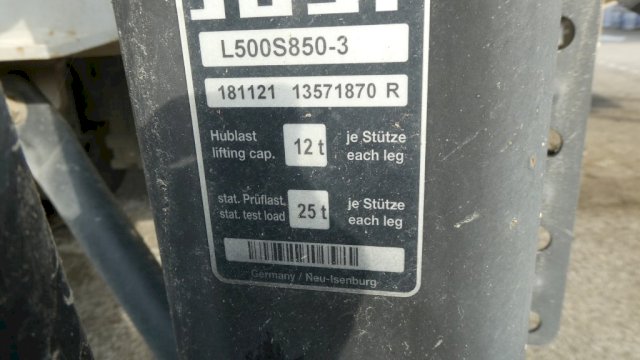 JOST
L500S850-3
181121 13571870 R
Hublast 12 t je Stütze
lifting cap. each leg
stat. Prüflast 25 t je Stütze
stat. test load each leg
Germany / Neu-Isenburg